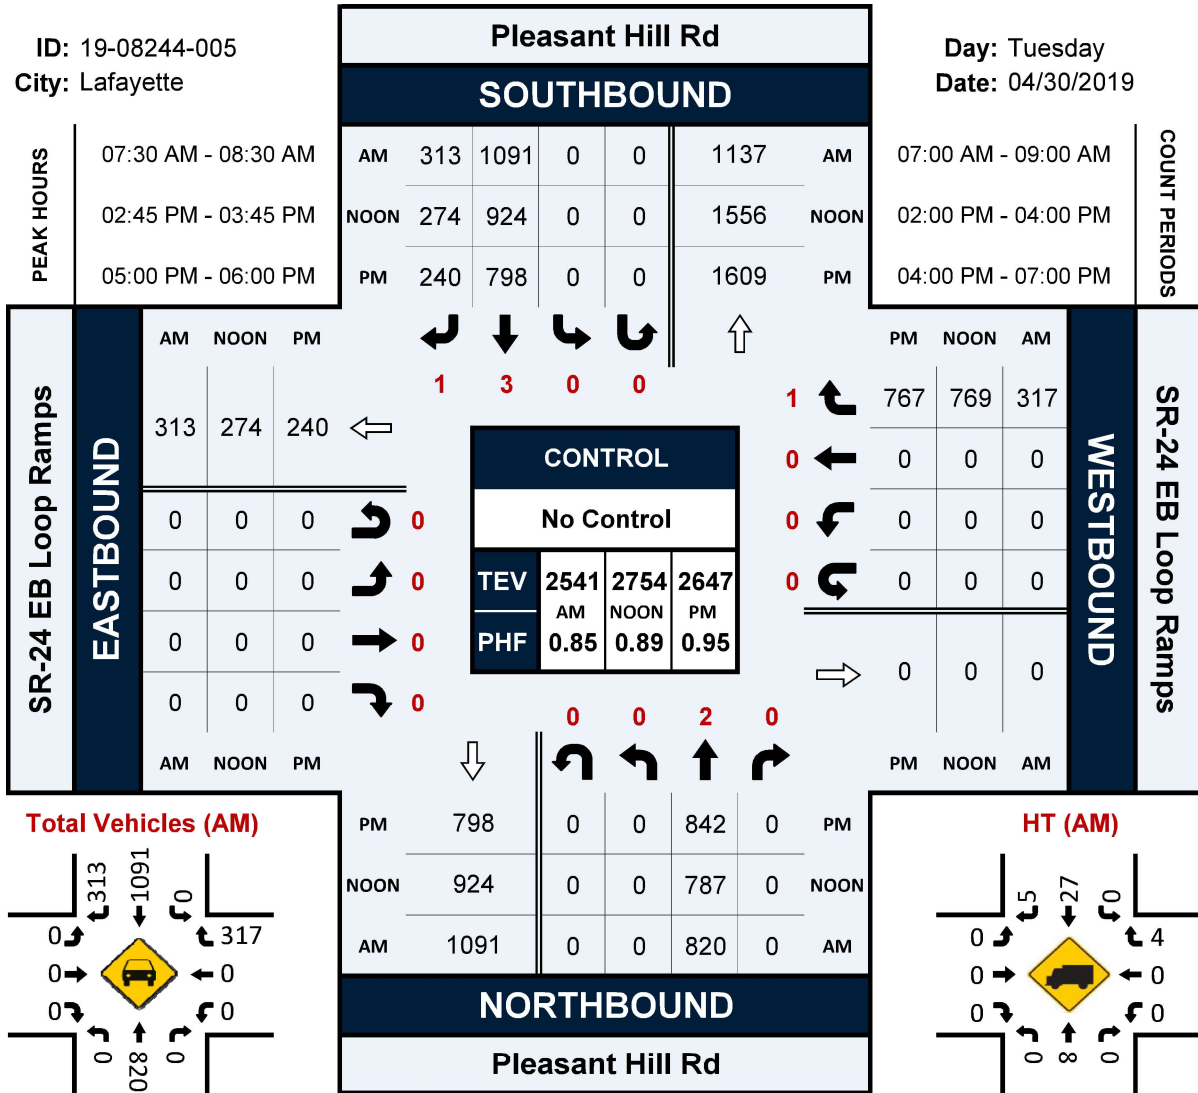 Pleasant Hill Rd
ID: 19-08244-005
Day: Tuesday
City: Lafayette
SOUTHBOUND
Date: 04/30/2019
PEAK HOURS
07:30 AM - 08:30 AM
AM 313 1091 0 0 1137 AM
07:00 AM - 09:00 AM
02:45 PM - 03:45 PM
NOON 274 924 0 0 1556 NOON
02:00 PM - 04:00 PM
05:00 PM - 06:00 PM
PM 240 798 0 0 1609 PM
04:00 PM - 07:00 PM
COUNT PERIODS
1 3 0 0
SR-24 EB Loop Ramps
EASTBOUND
AM NOON PM
313 274 240
0 0 0 0
0 0 0 0
0 0 0 0
0 0 0 0
AM NOON PM
CONTROL
No Control
TEV 2541 2754 2647
AM NOON PM
PHF 0.85 0.89 0.95
PM NOON AM
1 767 769 317
0 0 0 0
0 0 0 0
0 0 0 0
0 0 0
PM NOON AM
WESTBOUND
SR-24 EB Loop Ramps
0 0 2 0
PM 798 0 0 842 0 PM
NOON 924 0 0 787 0 NOON
AM 1091 0 0 820 0 AM
NORTHBOUND
Pleasant Hill Rd
Total Vehicles (AM)
313 1091 0
0 317
0 0
0 0
0 820 0
HT (AM)
5 27 0
0 4
0 0
0 0
0 8 0